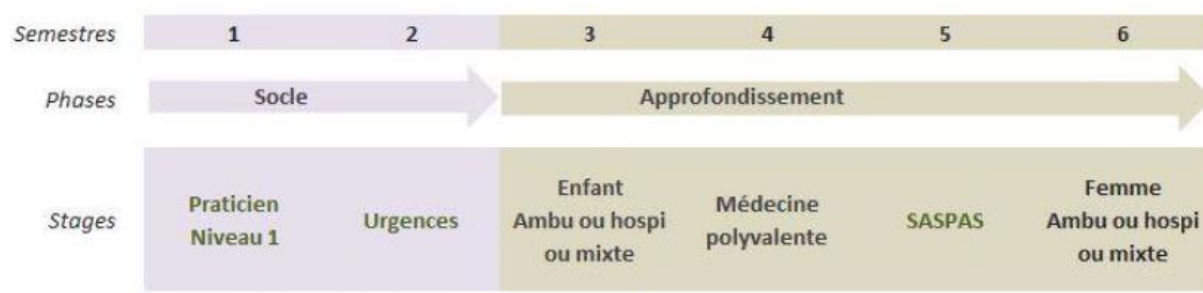 Semestres 1 2 3 4 5 6
Phases Socle Approfondissement
Stages
Praticien
Niveau 1
Urgences
Enfant
Ambu ou hospi
ou mixte
Médecine
polyvalente
SASPAS
Femme
Ambu ou hospi
ou mixte